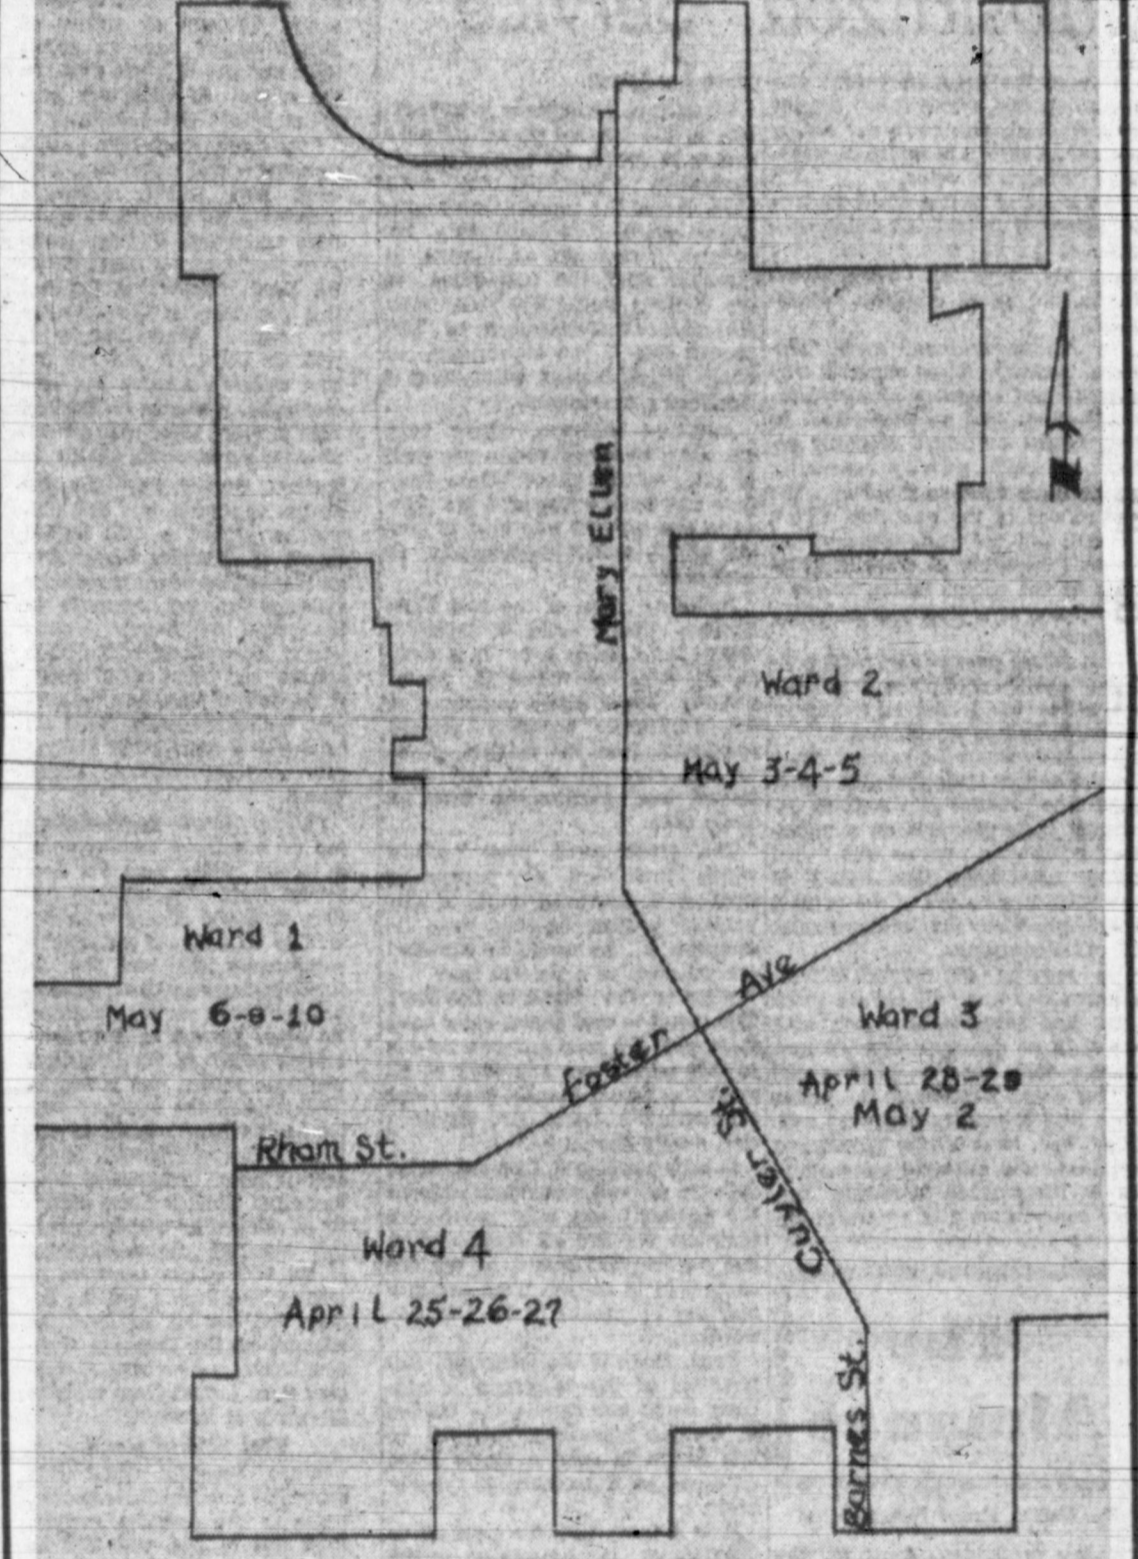 Mary Ellen
N
Ward 2
May 3-4-5
Ward 1
May 6-9-10
Foster Ave
Ward 3
April 28-29
May 2
Cuyler St.
Rham St.
Ward 4
April 25-26-27
Barnes St.